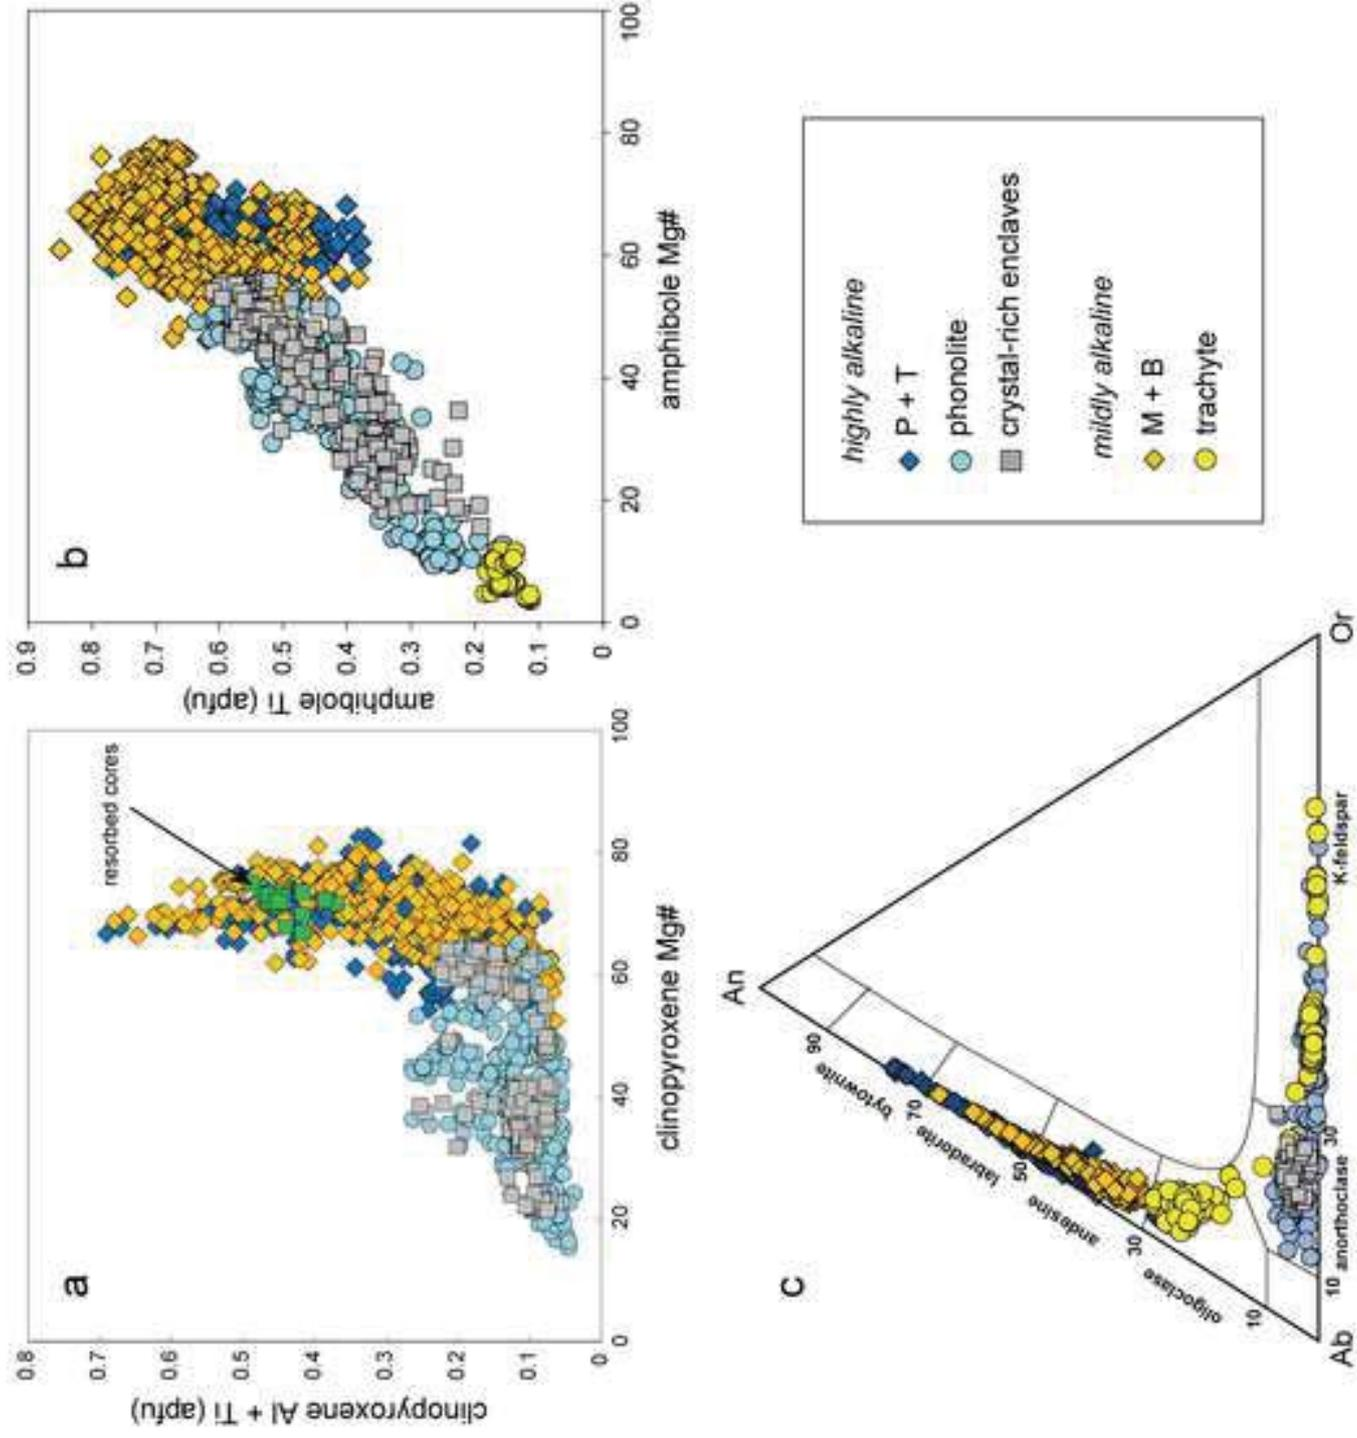 a
resorbed cores
clinopyroxene Al + Ti (apfu)
0.8
0.7
0.6
0.5
0.4
0.3
0.2
0.1
0
0
20
40
60
80
100
clinopyroxene Mg#
b
amphibole Ti (apfu)
0.9
0.8
0.7
0.6
0.5
0.4
0.3
0.2
0.1
0
0
20
40
60
80
100
amphibole Mg#
c
An
90
bytownite
70
labradorite
50
andesine
30
oligoclase
10
Ab
10
anorthoclase
30
K-feldspar
Or
highly alkaline
P + T
phonolite
crystal-rich enclaves
mildly alkaline
M + B
trachyte